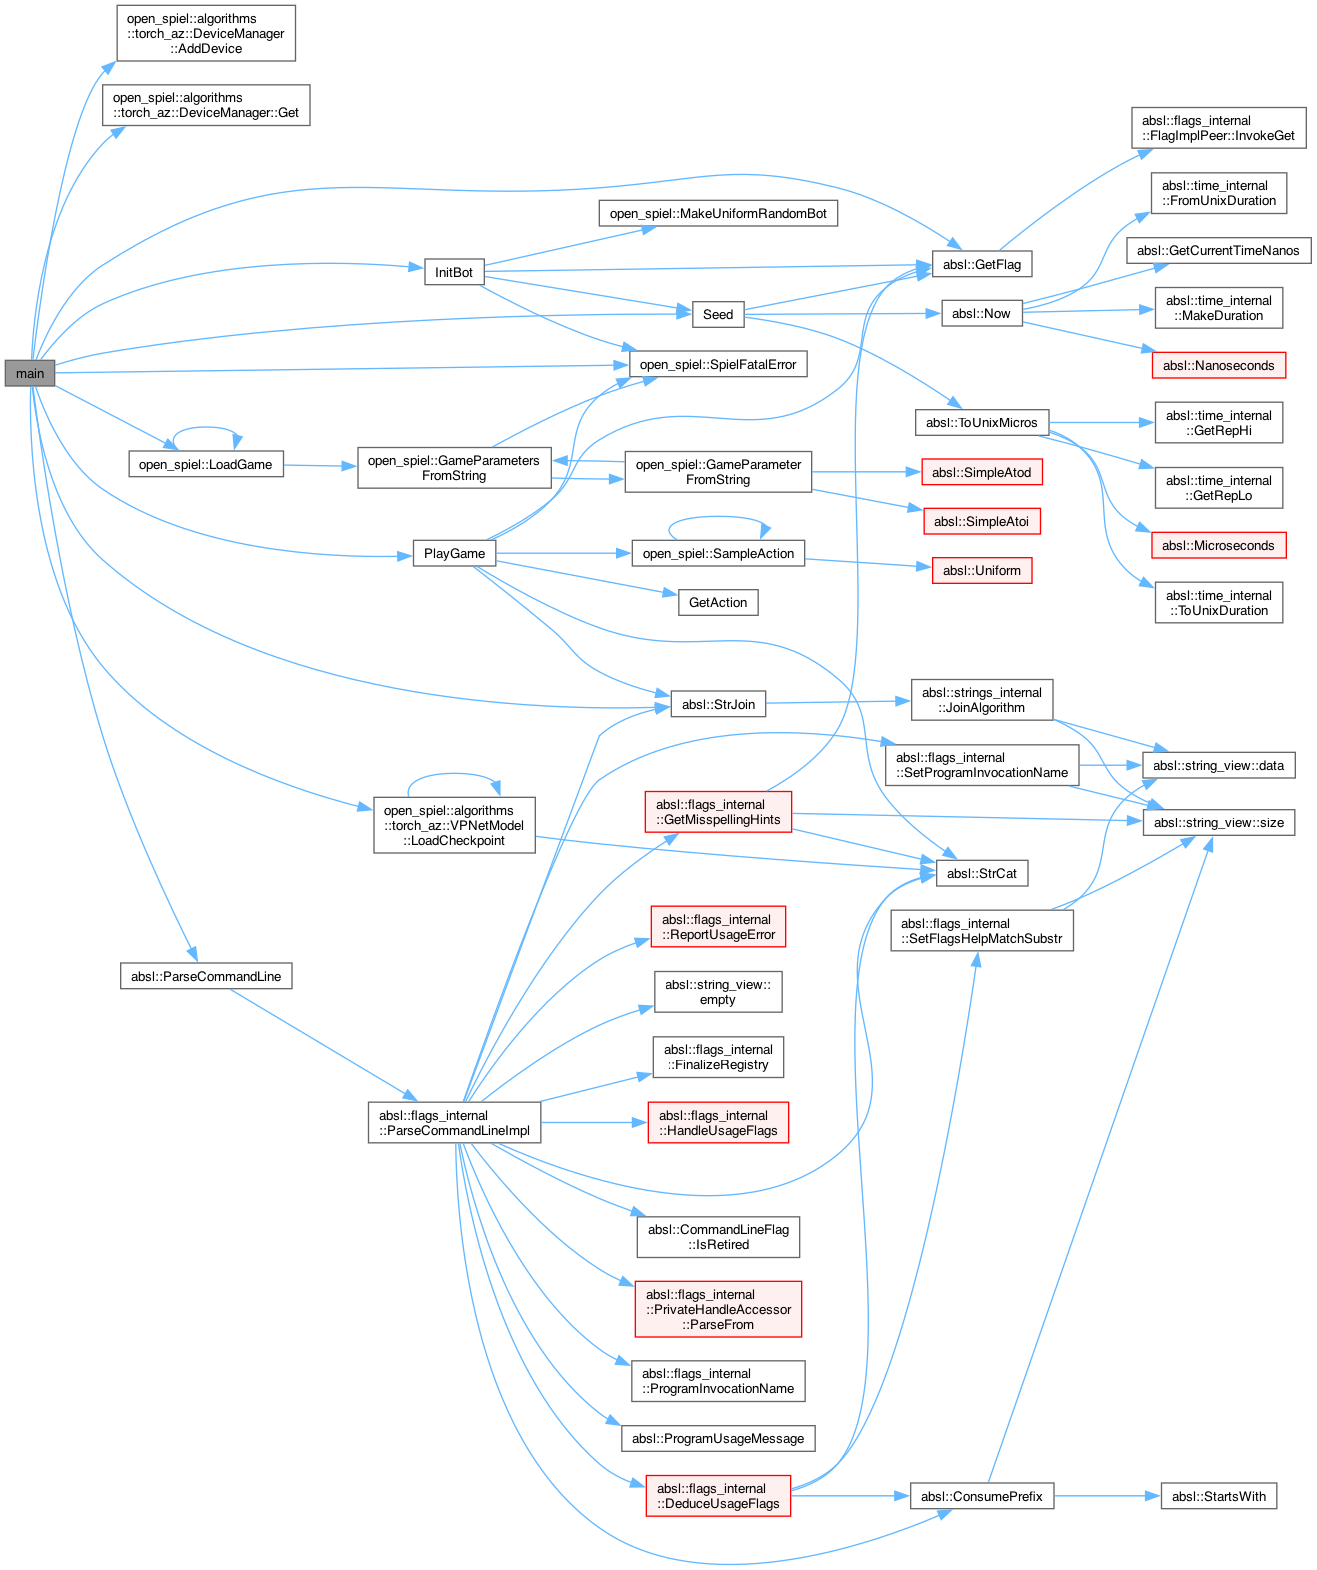 open_spiel::algorithms
::torch_az::DeviceManager
::AddDevice
open_spiel::algorithms
::torch_az::DeviceManager::Get
absl::flags_internal
::FlagImplPeer::InvokeGet
absl::time_internal
::FromUnixDuration
open_spiel::MakeUniformRandomBot
absl::GetCurrentTimeNanos
absl::GetFlag
InitBot
absl::time_internal
::MakeDuration
Seed
absl::Now
absl::Nanoseconds
open_spiel::SpielFatalError
main
absl::time_internal
::GetRepHi
absl::ToUnixMicros
open_spiel::LoadGame
open_spiel::GameParameters
FromString
open_spiel::GameParameter
FromString
absl::SimpleAtod
absl::time_internal
::GetRepLo
absl::SimpleAtoi
absl::Microseconds
PlayGame
open_spiel::SampleAction
absl::Uniform
absl::time_internal
::ToUnixDuration
GetAction
absl::StrJoin
absl::strings_internal
::JoinAlgorithm
absl::flags_internal
::SetProgramInvocationName
absl::string_view::data
absl::flags_internal
::GetMisspellingHints
absl::string_view::size
open_spiel::algorithms
::torch_az::VPNetModel
::LoadCheckpoint
absl::StrCat
absl::flags_internal
::ReportUsageError
absl::flags_internal
::SetFlagsHelpMatchSubstr
absl::ParseCommandLine
absl::string_view::
empty
absl::flags_internal
::FinalizeRegistry
absl::flags_internal
::ParseCommandLineImpl
absl::flags_internal
::HandleUsageFlags
absl::CommandLineFlag
::IsRetired
absl::flags_internal
::PrivateHandleAccessor
::ParseFrom
absl::flags_internal
::ProgramInvocationName
absl::ProgramUsageMessage
absl::flags_internal
::DeduceUsageFlags
absl::ConsumePrefix
absl::StartsWith